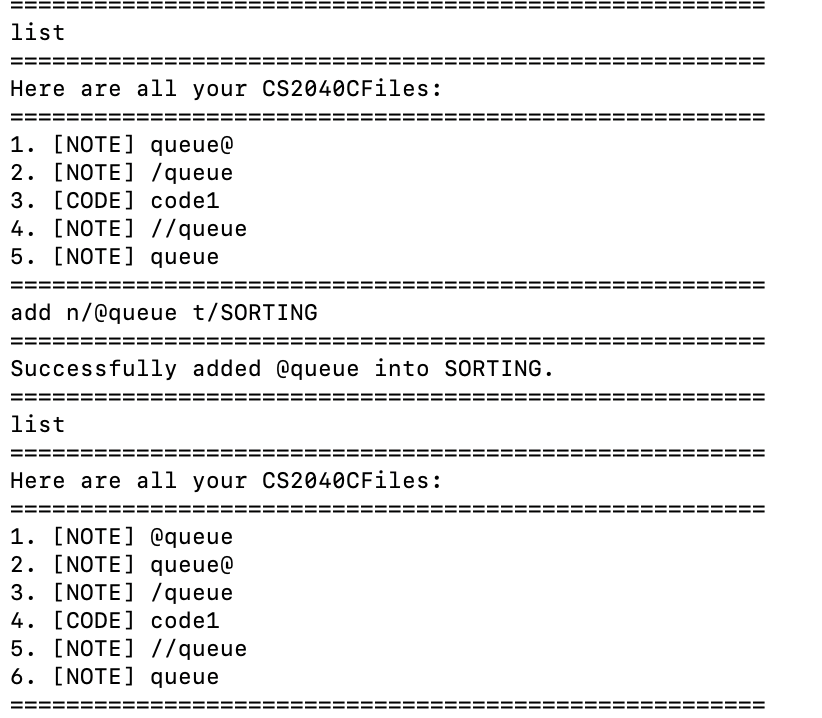 ======================================================
list
======================================================
Here are all your CS2040CFiles:
======================================================
1. [NOTE] queue@
2. [NOTE] /queue
3. [CODE] code1
4. [NOTE] //queue
5. [NOTE] queue
======================================================
add n/@queue t/SORTING
======================================================
Successfully added @queue into SORTING.
======================================================
list
======================================================
Here are all your CS2040CFiles:
======================================================
1. [NOTE] @queue
2. [NOTE] queue@
3. [NOTE] /queue
4. [CODE] code1
5. [NOTE] //queue
6. [NOTE] queue
======================================================